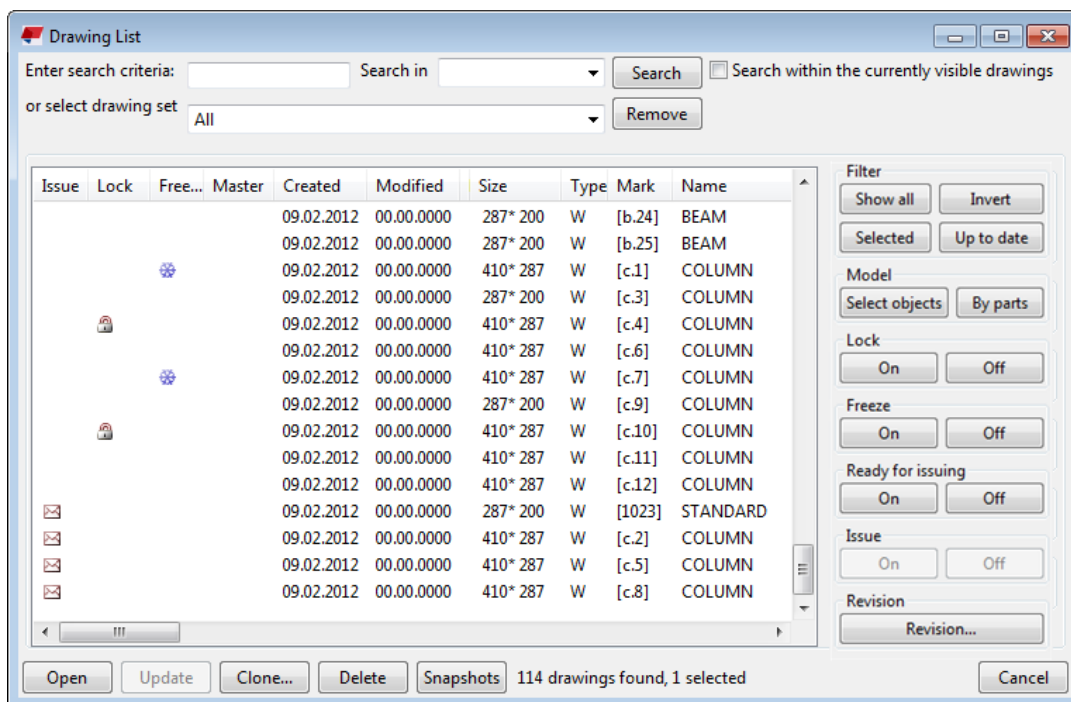 Drawing List
Enter search criteria: Search in Search Search within the currently visible drawings
or select drawing set All Remove
Issue Lock Free... Master Created Modified Size Type Mark Name
09.02.2012 00.00.0000 287* 200 W [b.24] BEAM
09.02.2012 00.00.0000 287* 200 W [b.25] BEAM
09.02.2012 00.00.0000 410* 287 W [c.1] COLUMN
09.02.2012 00.00.0000 287* 200 W [c.3] COLUMN
09.02.2012 00.00.0000 410* 287 W [c.4] COLUMN
09.02.2012 00.00.0000 410* 287 W [c.6] COLUMN
09.02.2012 00.00.0000 410* 287 W [c.7] COLUMN
09.02.2012 00.00.0000 287* 200 W [c.9] COLUMN
09.02.2012 00.00.0000 410* 287 W [c.10] COLUMN
09.02.2012 00.00.0000 410* 287 W [c.11] COLUMN
09.02.2012 00.00.0000 410* 287 W [c.12] COLUMN
09.02.2012 00.00.0000 287* 200 W [1023] STANDARD
09.02.2012 00.00.0000 410* 287 W [c.2] COLUMN
09.02.2012 00.00.0000 410* 287 W [c.5] COLUMN
09.02.2012 00.00.0000 410* 287 W [c.8] COLUMN
Filter
Show all Invert
Selected Up to date
Model
Select objects By parts
Lock
On Off
Freeze
On Off
Ready for issuing
On Off
Issue
On Off
Revision
Revision...
Open Update Clone... Delete Snapshots 114 drawings found, 1 selected Cancel